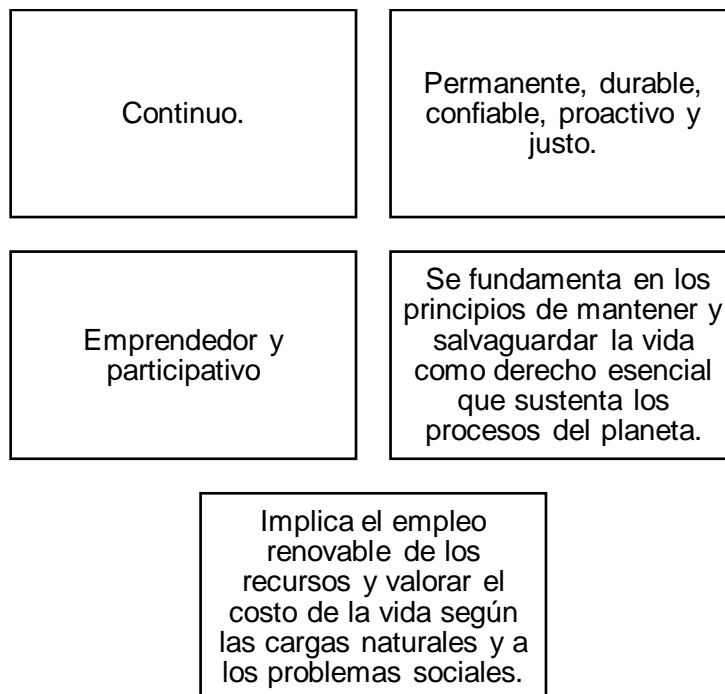 Continuo.
Permanente, durable,
confiable, proactivo y
justo.
Emprendedor y
participativo
Se fundamenta en los
principios de mantener y
salvaguardar la vida
como derecho esencial
que sustenta los
procesos del planeta.
Implica el empleo
renovable de los
recursos y valorar el
costo de la vida según
las cargas naturales y a
los problemas sociales.